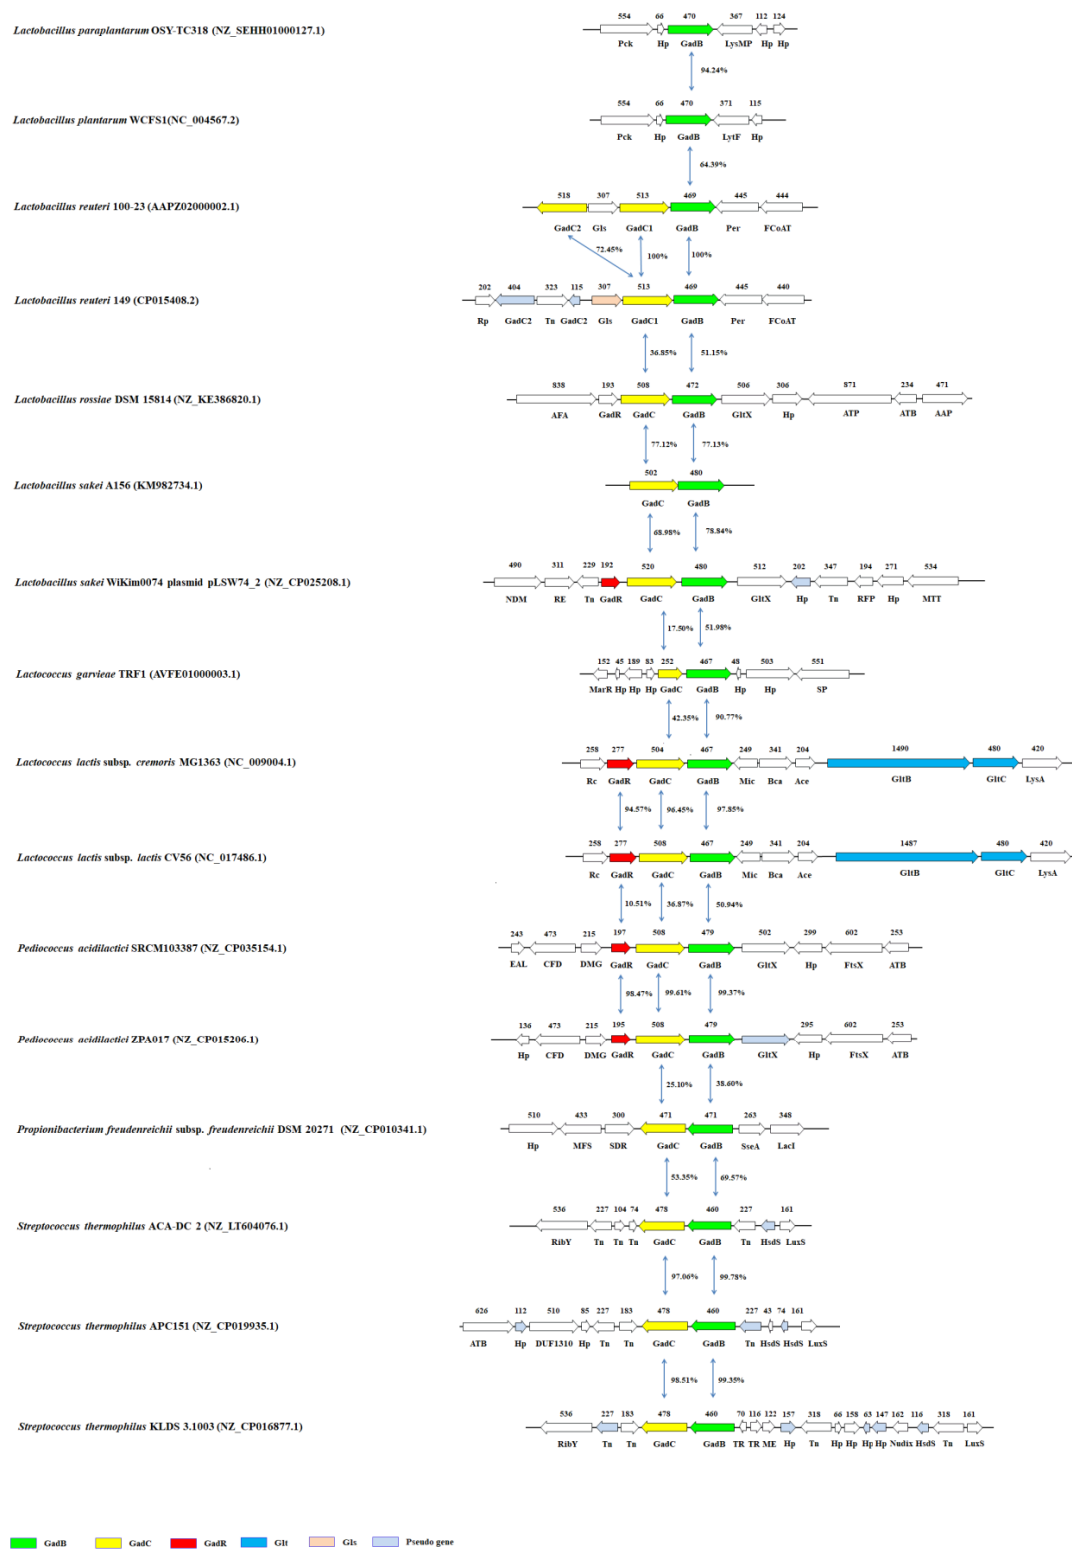 554 66 470 367 112 124
Lactobacillus paraplantarum OSY-TC318 (NZ_SEHH01000127.1)
Pck Hp GadB LysMP Hp Hp
94.24%
554 66 470 371 115
Lactobacillus plantarum WCFS1(NC_004567.2)
Pck Hp GadB LytF Hp
64.39%
518 307 513 469 445 444
Lactobacillus reuteri 100-23 (AAPZ02000002.1)
GadC2 Gls GadC1 GadB Per FCoAT
72.45% 100% 100%
202 404 323 115 307 513 469 445 440
Lactobacillus reuteri 149 (CP015408.2)
Rp GadC2 Tn GadC2 Gls GadC1 GadB Per FCoAT
36.85% 51.15%
838 193 508 472 506 306 871 234 471
Lactobacillus rossiae DSM 15814 (NZ_KE386820.1)
AFA GadR GadC GadB GltX Hp ATP ATB AAP
77.12% 77.13%
502 480
Lactobacillus sakei A156 (KM982734.1)
GadC GadB
68.98% 78.84%
490 311 229 192 520 480 512 202 347 194 271 534
Lactobacillus sakei WiKim0074 plasmid pLSW74_2 (NZ_CP025208.1)
NDM RE Tn GadR GadC GadB GltX Hp Tn RFP Hp MTT
17.50% 51.98%
152 45 189 83 252 467 48 503 551
Lactococcus garvieae TRF1 (AVFE01000003.1)
MarR Hp Hp Hp GadC GadB Hp Hp SP
42.35% 90.77%
258 277 504 467 249 341 204 1490 480 420
Lactococcus lactis subsp. cremoris MG1363 (NC_009004.1)
Rc GadR GadC GadB Mic Bca Ace GltB GltC LysA
94.57% 96.45% 97.85%
258 277 508 467 249 341 204 1487 480 420
Lactococcus lactis subsp. lactis CV56 (NC_017486.1)
Rc GadR GadC GadB Mic Bca Ace GltB GltC LysA
10.51% 36.87% 50.94%
243 473 215 197 508 479 502 299 602 253
Pediococcus acidilactici SRCM103387 (NZ_CP035154.1)
EAL CFD DMG GadR GadC GadB GltX Hp FtsX ATB
98.47% 99.61% 99.37%
136 473 215 195 508 479 295 602 253
Pediococcus acidilactici ZPA017 (NZ_CP015206.1)
Hp CFD DMG GadR GadC GadB GltX Hp FtsX ATB
25.10% 38.60%
510 433 300 471 471 263 348
Propionibacterium freudenreichii subsp. freudenreichii DSM 20271 (NZ_CP010341.1)
Hp MFS SDR GadC GadB SseA LacI
53.35% 69.57%
536 227 104 74 478 460 227 161
Streptococcus thermophilus ACA-DC 2 (NZ_LT604076.1)
RibY Tn Tn Tn GadC GadB Tn HsdS LuxS
97.06% 99.78%
626 112 510 85 227 183 478 460 227 43 74 161
Streptococcus thermophilus APC151 (NZ_CP019935.1)
ATB Hp DUF1310 Hp Tn Tn GadC GadB Tn HsdS HsdS LuxS
98.51% 99.35%
536 227 183 478 460 70 116 122 157 318 66 158 63 147 162 116 318 161
Streptococcus thermophilus KLDS 3.1003 (NZ_CP016877.1)
RibY Tn Tn GadC GadB TR TR ME Hp Tn Hp Hp Hp Hp Nudix HsdS Tn LuxS
GadB GadC GadR Glt Gls Pseudo gene